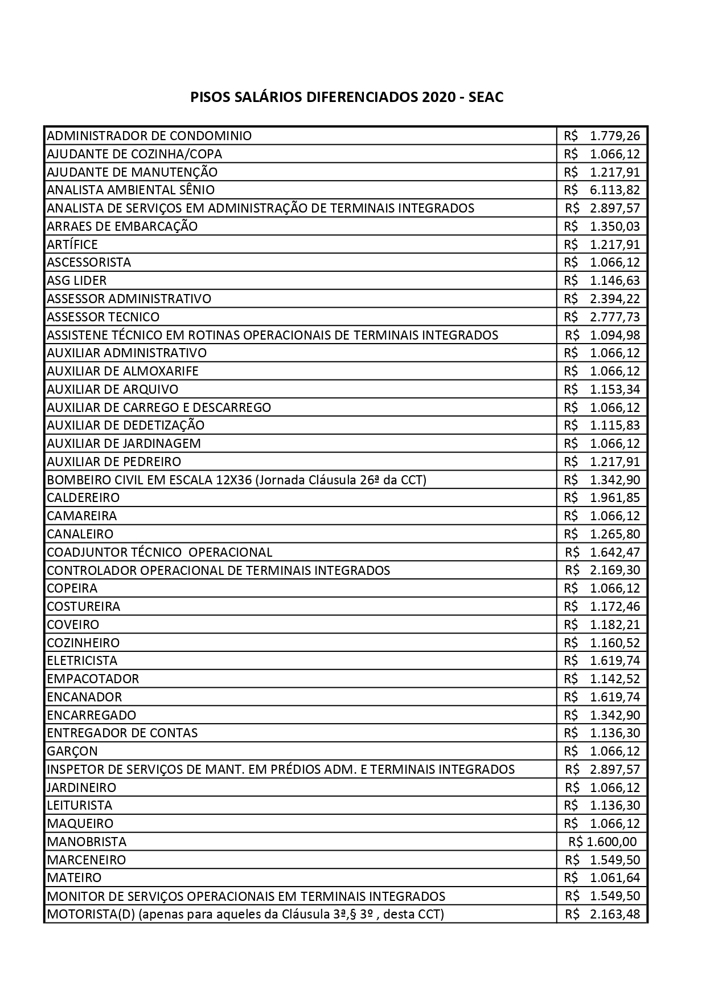 PISOS SALÁRIOS DIFERENCIADOS 2020 - SEAC
ADMINISTRADOR DE CONDOMINIO R$ 1.779,26
AJUDANTE DE COZINHA/COPA R$ 1.066,12
AJUDANTE DE MANUTENÇÃO R$ 1.217,91
ANALISTA AMBIENTAL SÊNIO R$ 6.113,82
ANALISTA DE SERVIÇOS EM ADMINISTRAÇÃO DE TERMINAIS INTEGRADOS R$ 2.897,57
ARRAES DE EMBARCAÇÃO R$ 1.350,03
ARTÍFICE R$ 1.217,91
ASCESSORISTA R$ 1.066,12
ASG LIDER R$ 1.146,63
ASSESSOR ADMINISTRATIVO R$ 2.394,22
ASSESSOR TECNICO R$ 2.777,73
ASSISTENE TÉCNICO EM ROTINAS OPERACIONAIS DE TERMINAIS INTEGRADOS R$ 1.094,98
AUXILIAR ADMINISTRATIVO R$ 1.066,12
AUXILIAR DE ALMOXARIFE R$ 1.066,12
AUXILIAR DE ARQUIVO R$ 1.153,34
AUXILIAR DE CARREGO E DESCARREGO R$ 1.066,12
AUXILIAR DE DEDETIZAÇÃO R$ 1.115,83
AUXILIAR DE JARDINAGEM R$ 1.066,12
AUXILIAR DE PEDREIRO R$ 1.217,91
BOMBEIRO CIVIL EM ESCALA 12X36 (Jornada Cláusula 26ª da CCT) R$ 1.342,90
CALDEREIRO R$ 1.961,85
CAMAREIRA R$ 1.066,12
CANALEIRO R$ 1.265,80
COADJUNTOR TÉCNICO OPERACIONAL R$ 1.642,47
CONTROLADOR OPERACIONAL DE TERMINAIS INTEGRADOS R$ 2.169,30
COPEIRA R$ 1.066,12
COSTUREIRA R$ 1.172,46
COVEIRO R$ 1.182,21
COZINHEIRO R$ 1.160,52
ELETRICISTA R$ 1.619,74
EMPACOTADOR R$ 1.142,52
ENCANADOR R$ 1.619,74
ENCARREGADO R$ 1.342,90
ENTREGADOR DE CONTAS R$ 1.136,30
GARÇON R$ 1.066,12
INSPETOR DE SERVIÇOS DE MANT. EM PRÉDIOS ADM. E TERMINAIS INTEGRADOS R$ 2.897,57
JARDINEIRO R$ 1.066,12
LEITURISTA R$ 1.136,30
MAQUEIRO R$ 1.066,12
MANOBRISTA R$ 1.600,00
MARCENEIRO R$ 1.549,50
MATEIRO R$ 1.061,64
MONITOR DE SERVIÇOS OPERACIONAIS EM TERMINAIS INTEGRADOS R$ 1.549,50
MOTORISTA(D) (apenas para aqueles da Cláusula 3ª,§ 3º , desta CCT) R$ 2.163,48